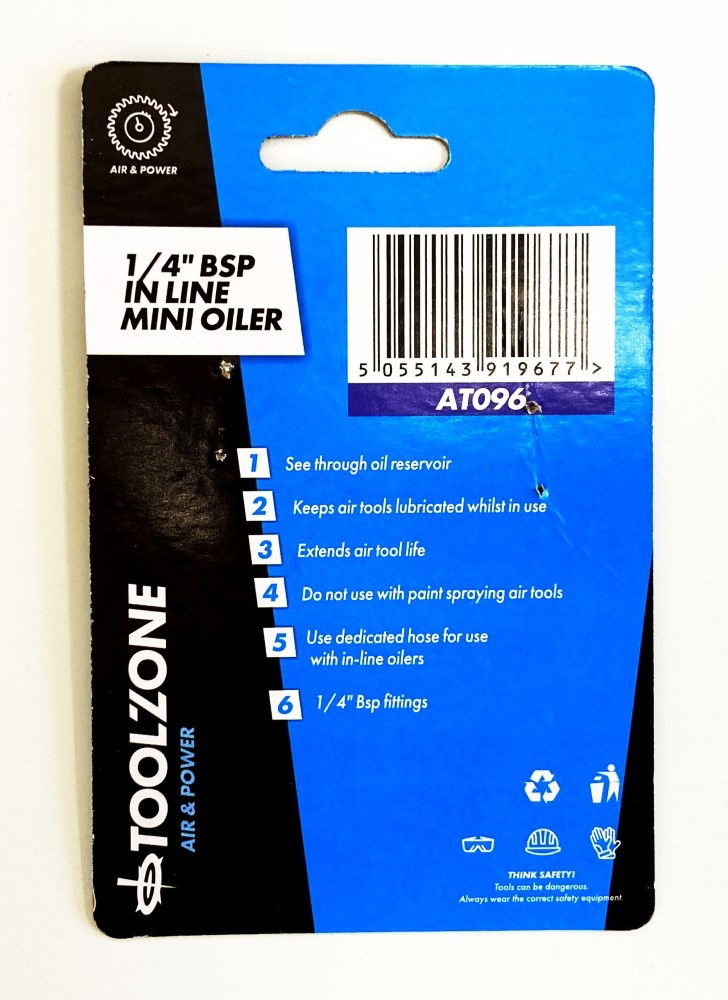 AIR & POWER
1/4" BSP
IN LINE
MINI OILER
5 055143 919677 >
AT096
1 See through oil reservoir
2 Keeps air tools lubricated whilst in use
3 Extends air tool life
4 Do not use with paint spraying air tools
5 Use dedicated hose for use
with in-line oilers
6 1/4" Bsp fittings
TOOLZONE
AIR & POWER
THINK SAFETY!
Tools can be dangerous.
Always wear the correct safety equipment.